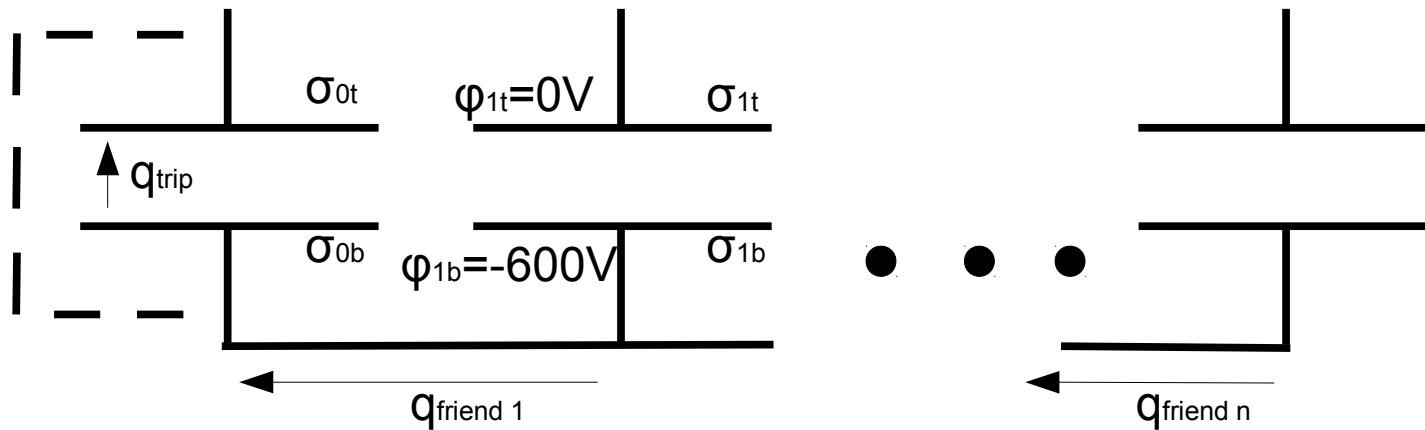 σ0t
φ1t=0V
σ1t
qtrip
σ0b
φ1b=-600V
σ1b
qfriend 1
qfriend n